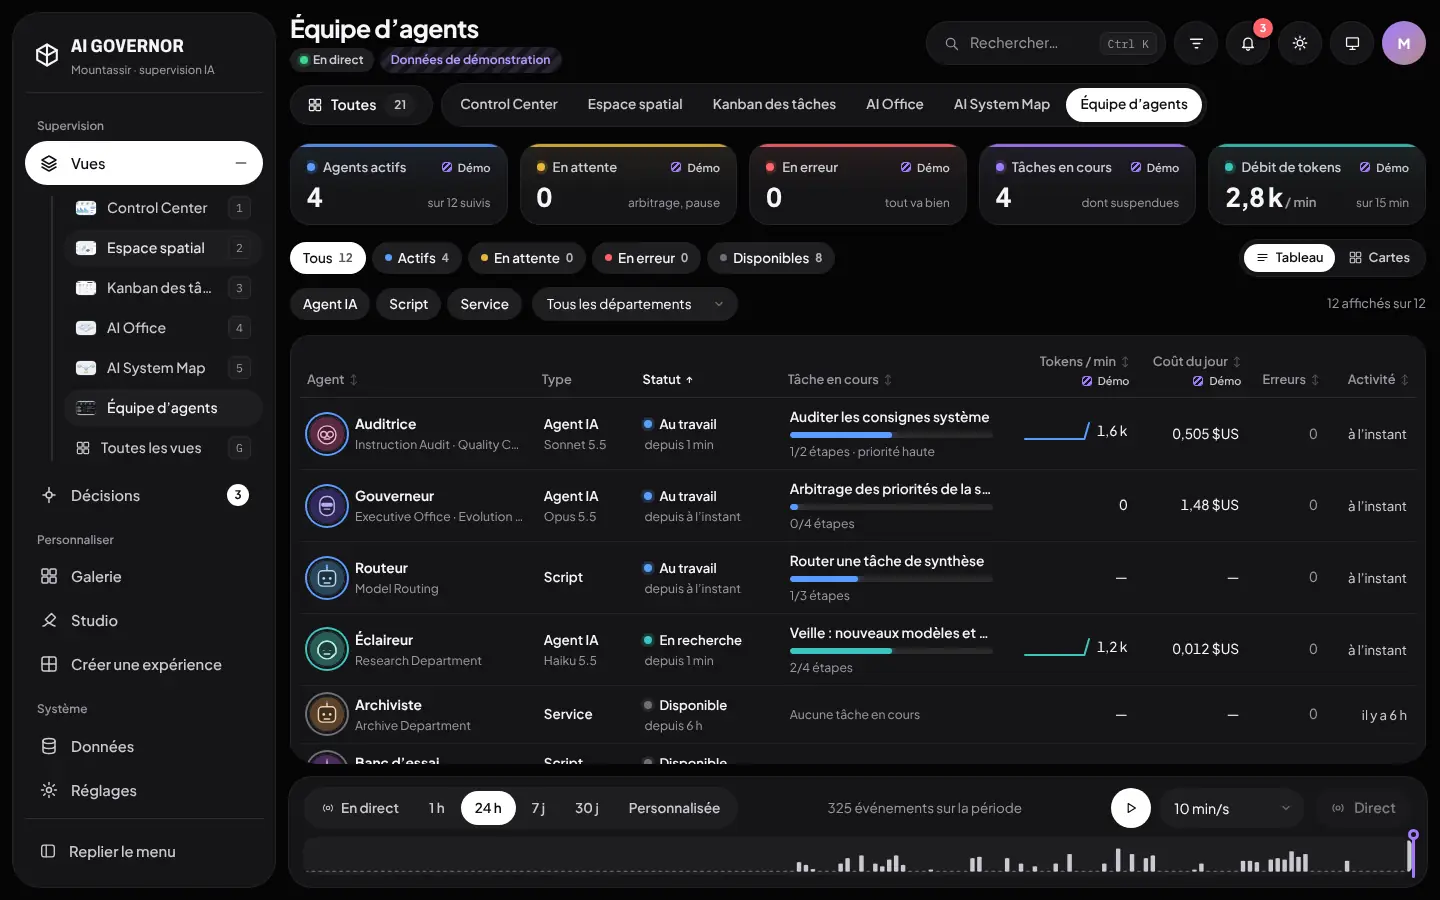 AI GOVERNOR
Mountassir · supervision IA
Supervision
Vues
Control Center 1
Espace spatial 2
Kanban des tâ... 3
AI Office 4
AI System Map 5
Équipe d’agents
Toutes les vues G
Décisions 3
Personnaliser
Galerie
Studio
Créer une expérience
Système
Données
Réglages
Replier le menu
Équipe d’agents
En direct Données de démonstration
Rechercher... Ctrl K
3
M
Toutes 21 Control Center Espace spatial Kanban des tâches AI Office AI System Map Équipe d’agents
Agents actifs Démo
4 sur 12 suivis
En attente Démo
0 arbitrage, pause
En erreur Démo
0 tout va bien
Tâches en cours Démo
4 dont suspendues
Débit de tokens Démo
2,8 k / min sur 15 min
Tous 12 Actifs 4 En attente 0 En erreur 0 Disponibles 8 Tableau Cartes
Agent IA Script Service Tous les départements 12 affichés sur 12
Agent Type Statut ↑ Tâche en cours Tokens / min Démo Coût du jour Démo Erreurs Activité
Auditrice Agent IA Au travail Auditer les consignes système 1,6 k 0,505 $US 0 à l’instant
Instruction Audit · Quality C... Sonnet 5.5 depuis 1 min 1/2 étapes · priorité haute
Gouverneur Agent IA Au travail Arbitrage des priorités de la s... 0 1,48 $US 0 à l’instant
Executive Office · Evolution ... Opus 5.5 depuis à l’instant 0/4 étapes
Routeur Script Au travail Router une tâche de synthèse — — 0 à l’instant
Model Routing depuis à l’instant 1/3 étapes
Éclaireur Agent IA En recherche Veille : nouveaux modèles et ... 1,2 k 0,012 $US 0 à l’instant
Research Department Haiku 5.5 depuis 1 min 2/4 étapes
Archiviste Service Disponible Aucune tâche en cours — — 0 il y a 6 h
Archive Department depuis 6 h
Banc d’essai Script Disponible
En direct 1 h 24 h 7 j 30 j Personnalisée 325 événements sur la période 10 min/s Direct